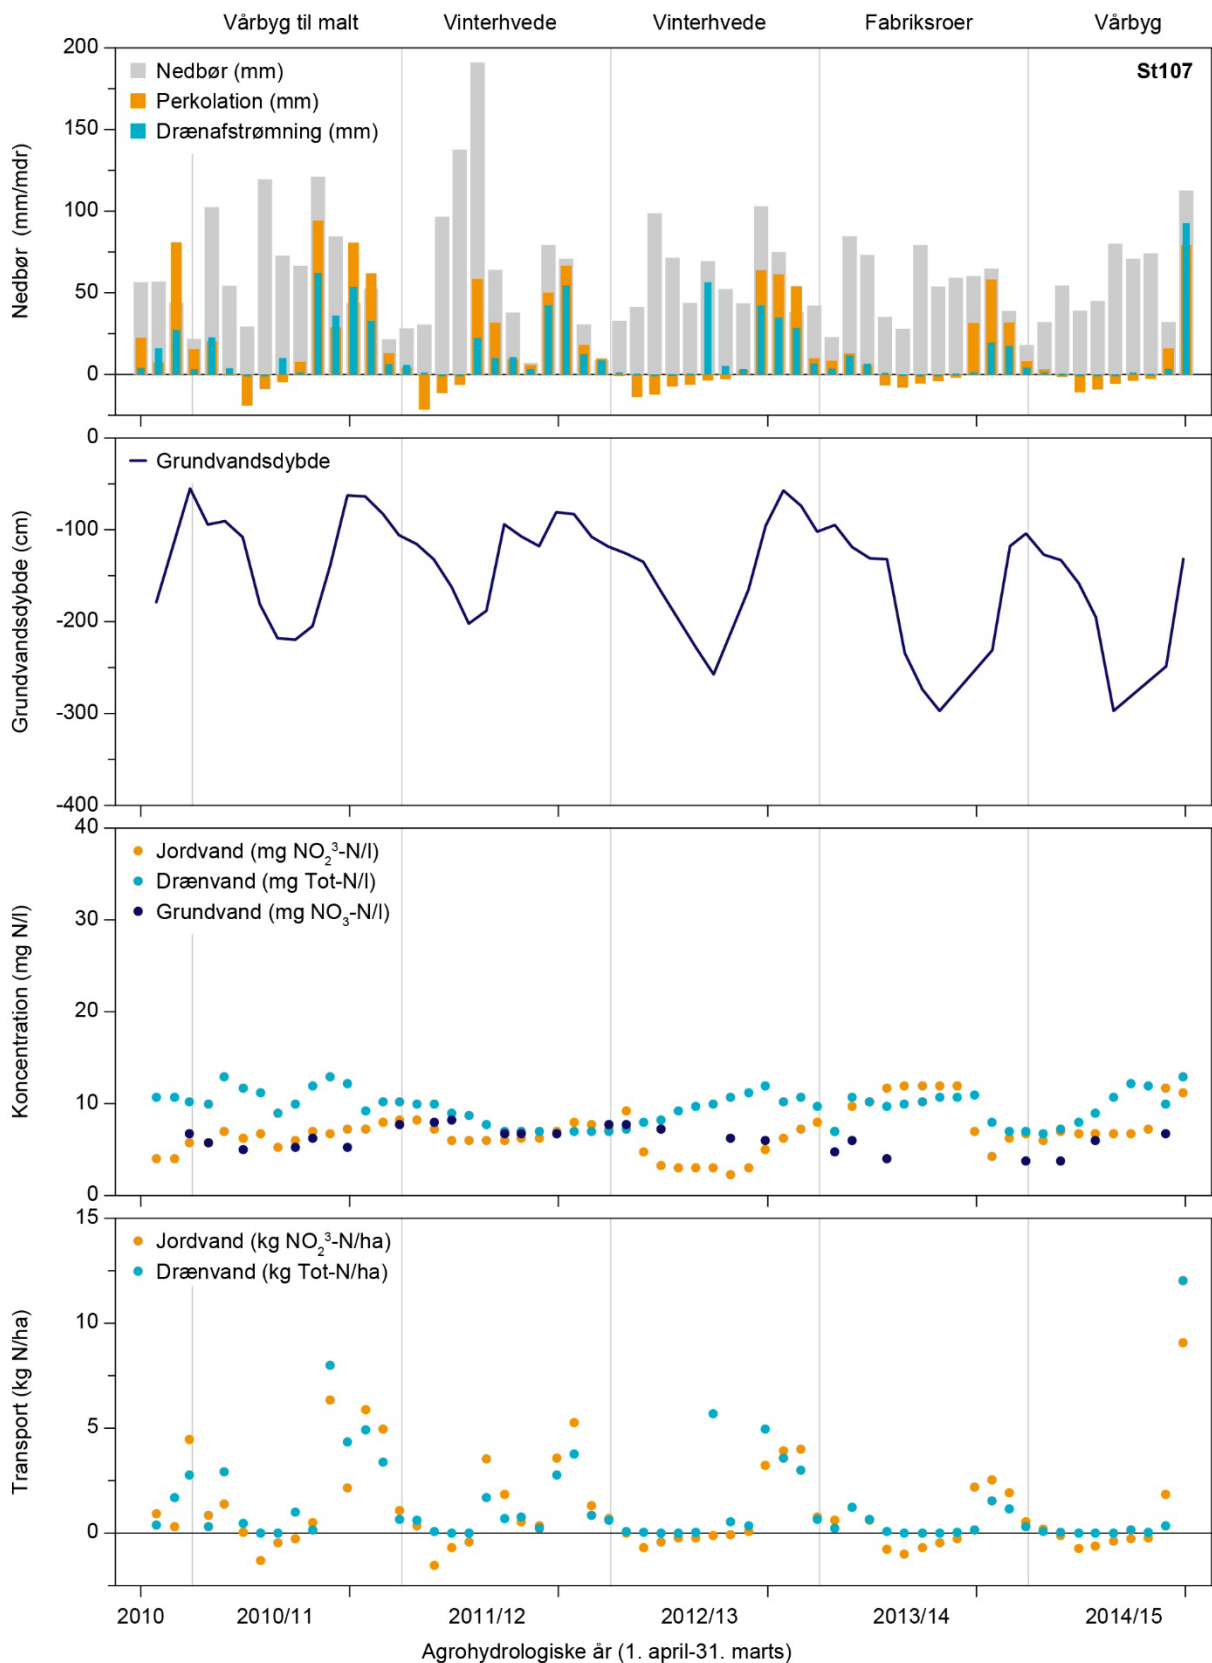 Vårbyg til malt Vinterhvede Vinterhvede Fabriksroer Vårbyg
St107
Nedbør (mm)
Perkolation (mm)
Drænafstrømning (mm)
Nedbør (mm/mdr)
200
150
100
50
0
Grundvandsdybde
Grundvandsdybde (cm)
0
-100
-200
-300
-400
Jordvand (mg NO₂³-N/l)
Drænvand (mg Tot-N/l)
Grundvand (mg NO₃-N/l)
Koncentration (mg N/l)
40
30
20
10
0
Jordvand (kg NO₂³-N/ha)
Drænvand (kg Tot-N/ha)
Transport (kg N/ha)
15
10
5
0
2010 2010/11 2011/12 2012/13 2013/14 2014/15
Agrohydrologiske år (1. april-31. marts)